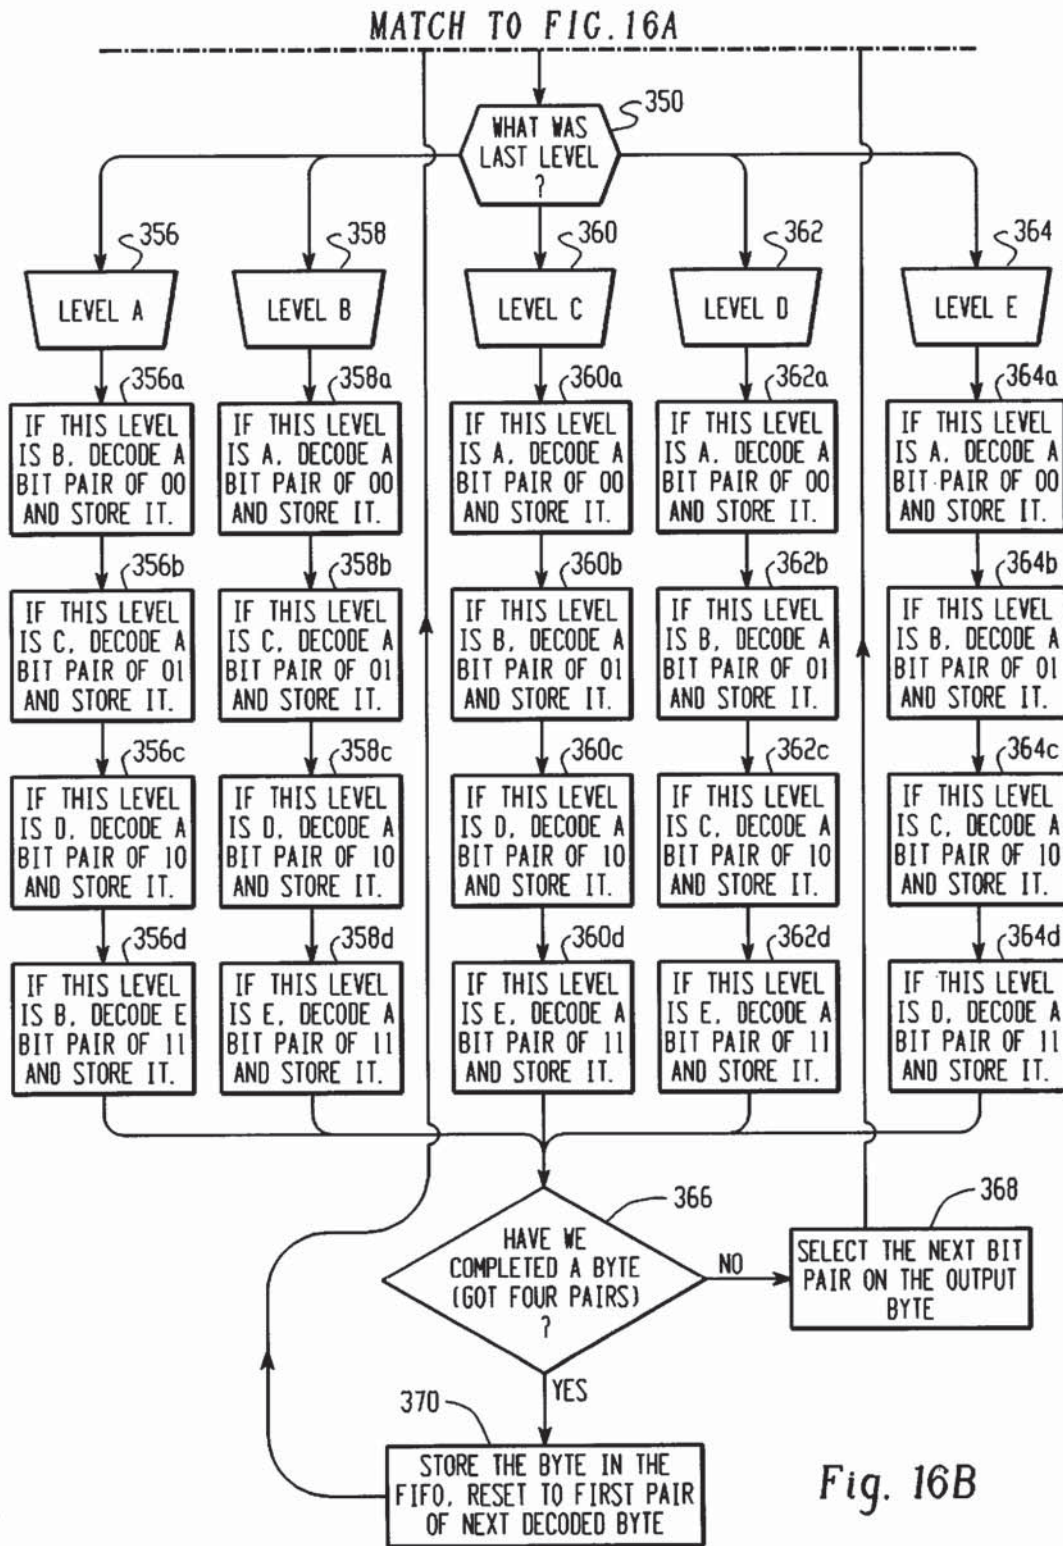 MATCH TO FIG. 16A
350
WHAT WAS
LAST LEVEL
?
356
LEVEL A
358
LEVEL B
360
LEVEL C
362
LEVEL D
364
LEVEL E
356a
IF THIS LEVEL
IS B, DECODE A
BIT PAIR OF 00
AND STORE IT.
358a
IF THIS LEVEL
IS A, DECODE A
BIT PAIR OF 00
AND STORE IT.
360a
IF THIS LEVEL
IS A, DECODE A
BIT PAIR OF 00
AND STORE IT.
362a
IF THIS LEVEL
IS A, DECODE A
BIT PAIR OF 00
AND STORE IT.
364a
IF THIS LEVEL
IS A, DECODE A
BIT PAIR OF 00
AND STORE IT.
356b
IF THIS LEVEL
IS C, DECODE A
BIT PAIR OF 01
AND STORE IT.
358b
IF THIS LEVEL
IS C, DECODE A
BIT PAIR OF 01
AND STORE IT.
360b
IF THIS LEVEL
IS B, DECODE A
BIT PAIR OF 01
AND STORE IT.
362b
IF THIS LEVEL
IS B, DECODE A
BIT PAIR OF 01
AND STORE IT.
364b
IF THIS LEVEL
IS B, DECODE A
BIT PAIR OF 01
AND STORE IT.
356c
IF THIS LEVEL
IS D, DECODE A
BIT PAIR OF 10
AND STORE IT.
358c
IF THIS LEVEL
IS D, DECODE A
BIT PAIR OF 10
AND STORE IT.
360c
IF THIS LEVEL
IS D, DECODE A
BIT PAIR OF 10
AND STORE IT.
362c
IF THIS LEVEL
IS C, DECODE A
BIT PAIR OF 10
AND STORE IT.
364c
IF THIS LEVEL
IS C, DECODE A
BIT PAIR OF 10
AND STORE IT.
356d
IF THIS LEVEL
IS B, DECODE E
BIT PAIR OF 11
AND STORE IT.
358d
IF THIS LEVEL
IS E, DECODE A
BIT PAIR OF 11
AND STORE IT.
360d
IF THIS LEVEL
IS E, DECODE A
BIT PAIR OF 11
AND STORE IT.
362d
IF THIS LEVEL
IS E, DECODE A
BIT PAIR OF 11
AND STORE IT.
364d
IF THIS LEVEL
IS D, DECODE A
BIT PAIR OF 11
AND STORE IT.
366
HAVE WE
COMPLETED A BYTE
(GOT FOUR PAIRS)
?
NO
368
SELECT THE NEXT BIT
PAIR ON THE OUTPUT
BYTE
YES
370
STORE THE BYTE IN THE
FIFO, RESET TO FIRST PAIR
OF NEXT DECODED BYTE
Fig. 16B